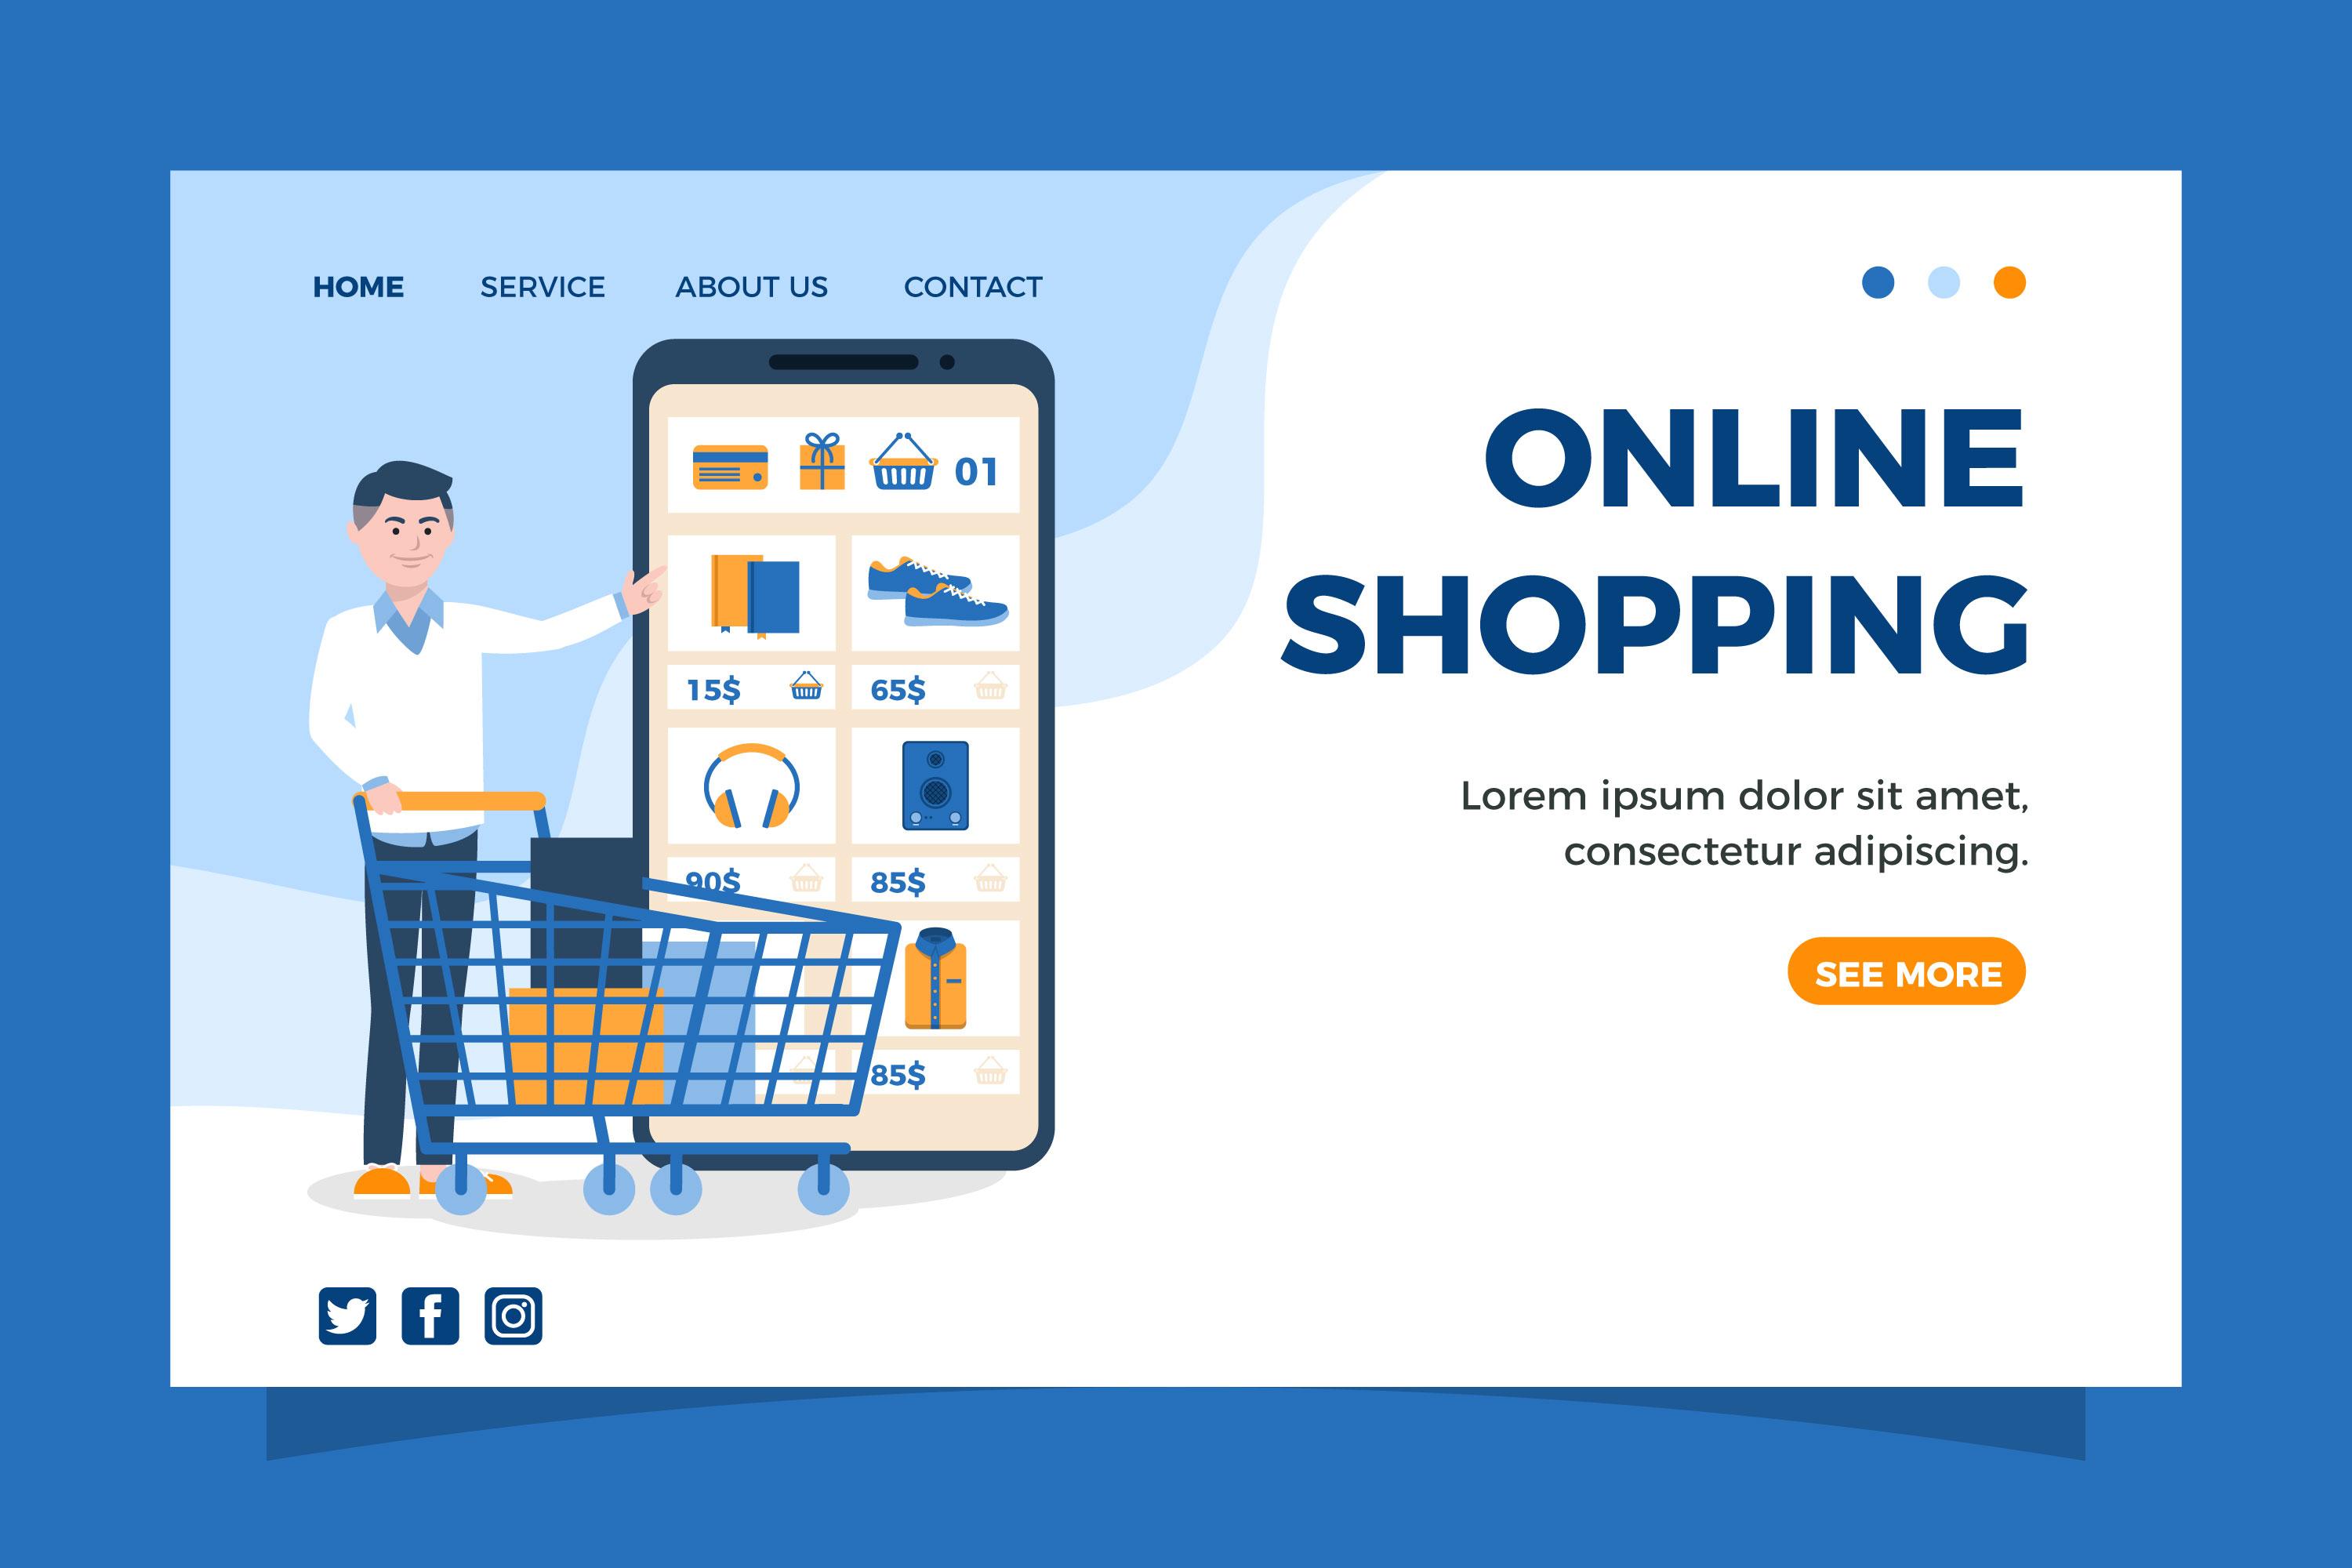 HOME SERVICE ABOUT US CONTACT
01
15$ 65$
90$ 85$
85$
ONLINE
SHOPPING
Lorem ipsum dolor sit amet,
consectetur adipiscing.
SEE MORE